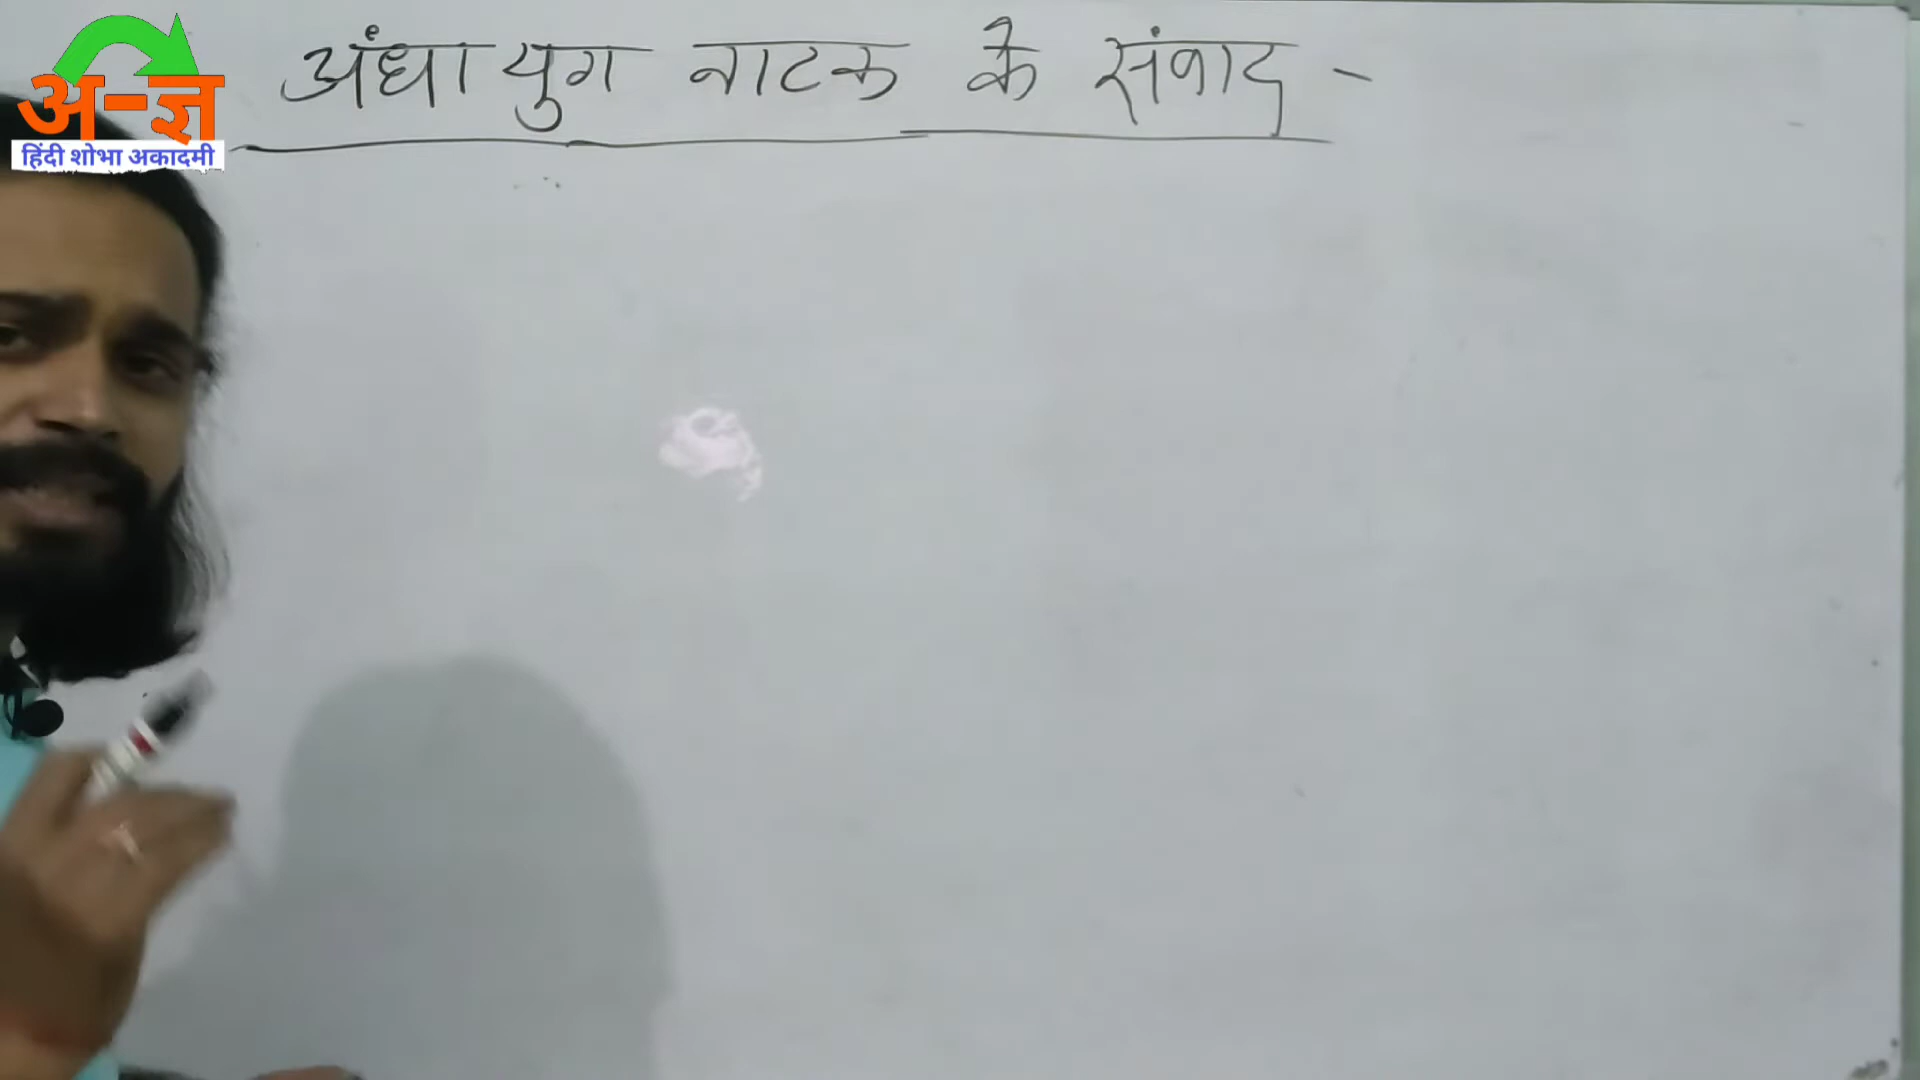 अ-ज्ञ
हिंदी शोभा अकादमी
अंधा युग नाटक के संवाद -